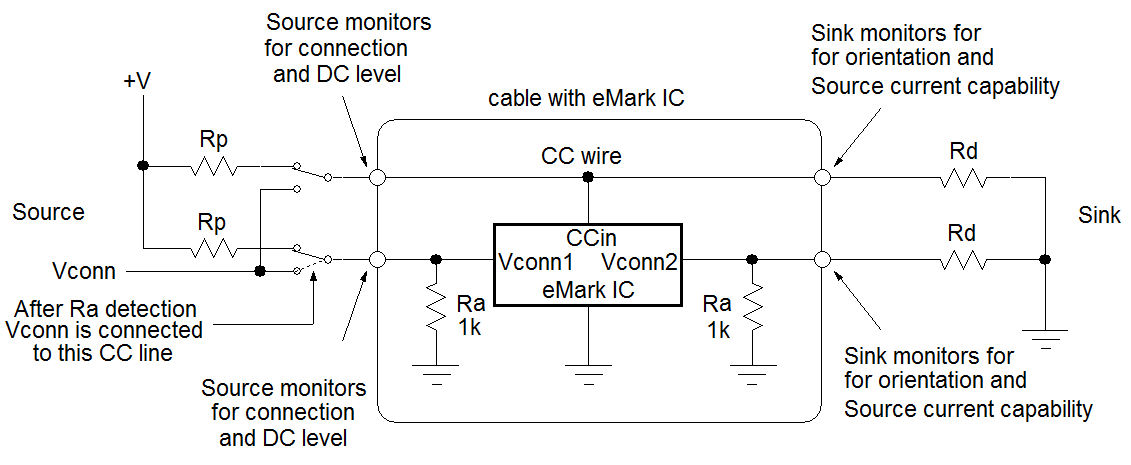 Source monitors
for connection
and DC level
Sink monitors for
for orientation and
Source current capability
+V
cable with eMark IC
Rp
CC wire
Rd
Source
Sink
Rp
Rd
CCin
Vconn
Vconn1
Vconn2
eMark IC
After Ra detection
Vconn is connected
to this CC line
Ra
1k
Ra
1k
Source monitors
for connection
and DC level
Sink monitors for
for orientation and
Source current capability